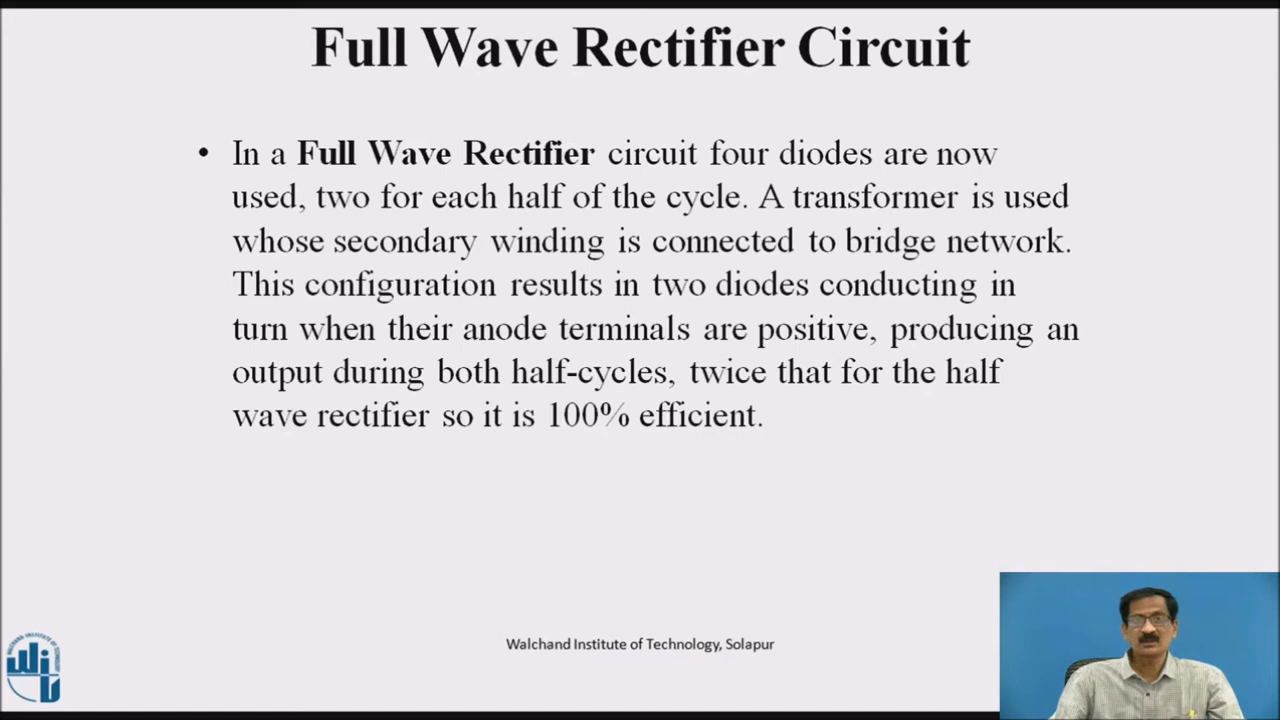 Full Wave Rectifier Circuit
• In a Full Wave Rectifier circuit four diodes are now
used, two for each half of the cycle. A transformer is used
whose secondary winding is connected to bridge network.
This configuration results in two diodes conducting in
turn when their anode terminals are positive, producing an
output during both half-cycles, twice that for the half
wave rectifier so it is 100% efficient.
Walchand Institute of Technology, Solapur